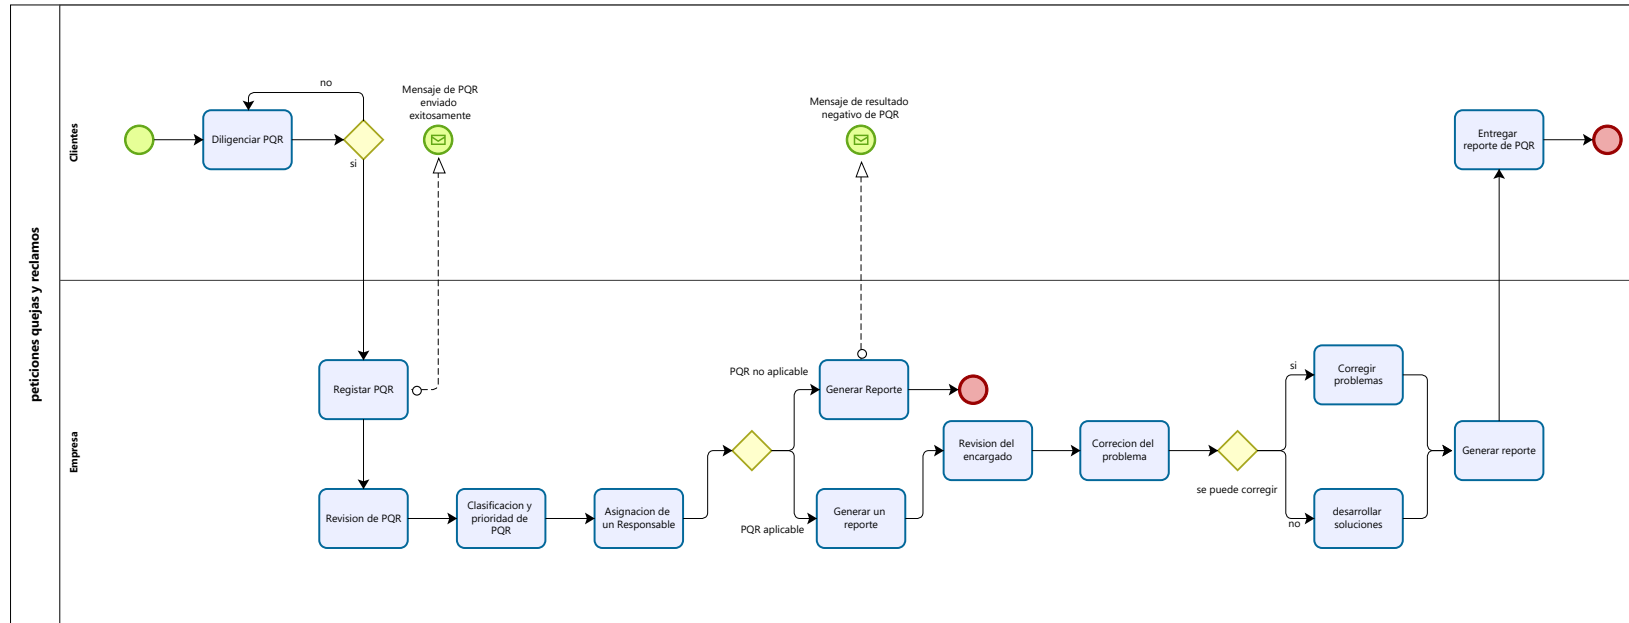 peticiones quejas y reclamos
Clientes
no
Diligenciar PQR
si
Mensaje de PQR
enviado
exitosamente
Mensaje de resultado
negativo de PQR
Entregar
reporte de PQR
Empresa
Registar PQR
Revision de PQR
Clasificacion y
prioridad de
PQR
Asignacion de
un Responsable
PQR no aplicable
Generar Reporte
PQR aplicable
Generar un
reporte
Revision del
encargado
Correcion del
problema
se puede corregir
si
Corregir
problemas
no
desarrollar
soluciones
Generar reporte